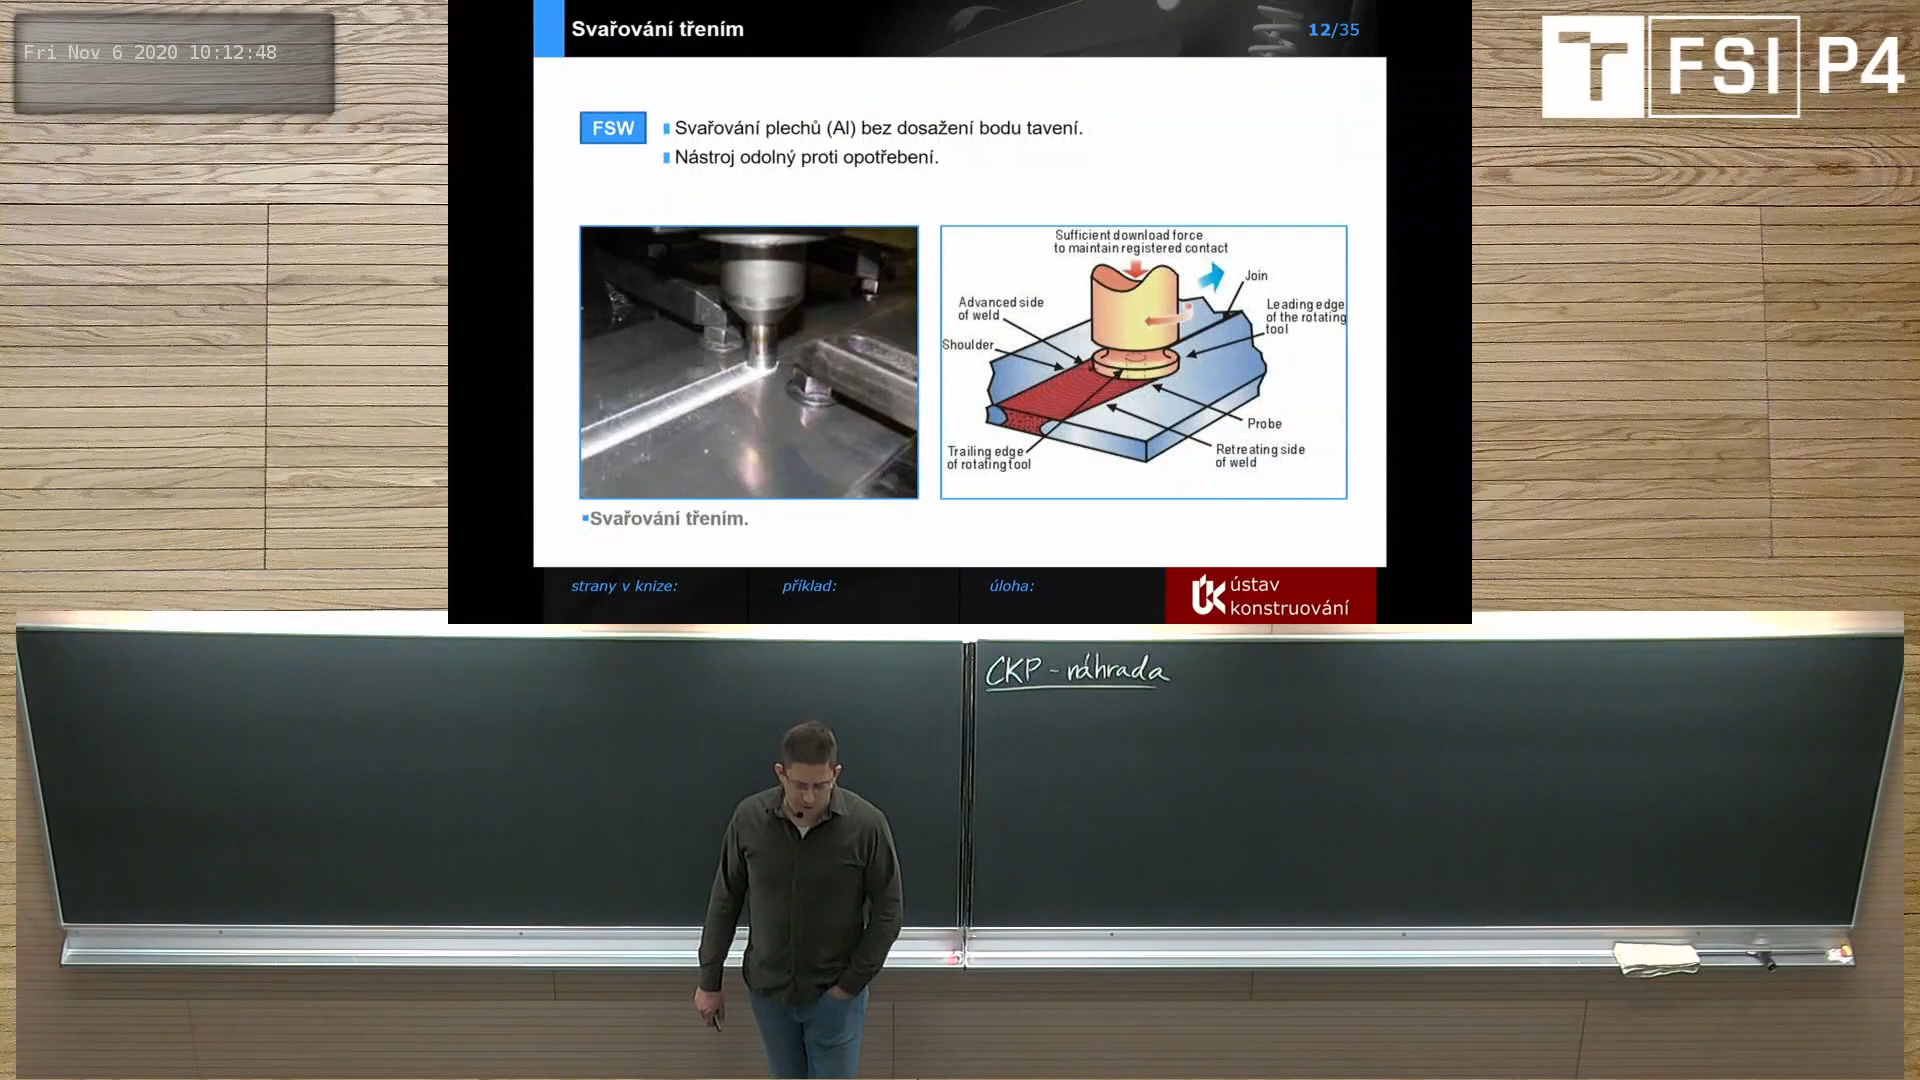 Fri Nov 6 2020 10:12:48
Svařování třením
12/35
FSI P4
FSW
Svařování plechů (Al) bez dosažení bodu tavení.
Nástroj odolný proti opotřebení.
Sufficient download force
to maintain registered contact
Join
Advanced side
of weld
Leading edge
of the rotating
tool
Shoulder
Probe
Trailing edge
of rotating tool
Retreating side
of weld
Svařování třením.
strany v knize:
příklad:
úloha:
ústav
konstruování
CKP - náhrada